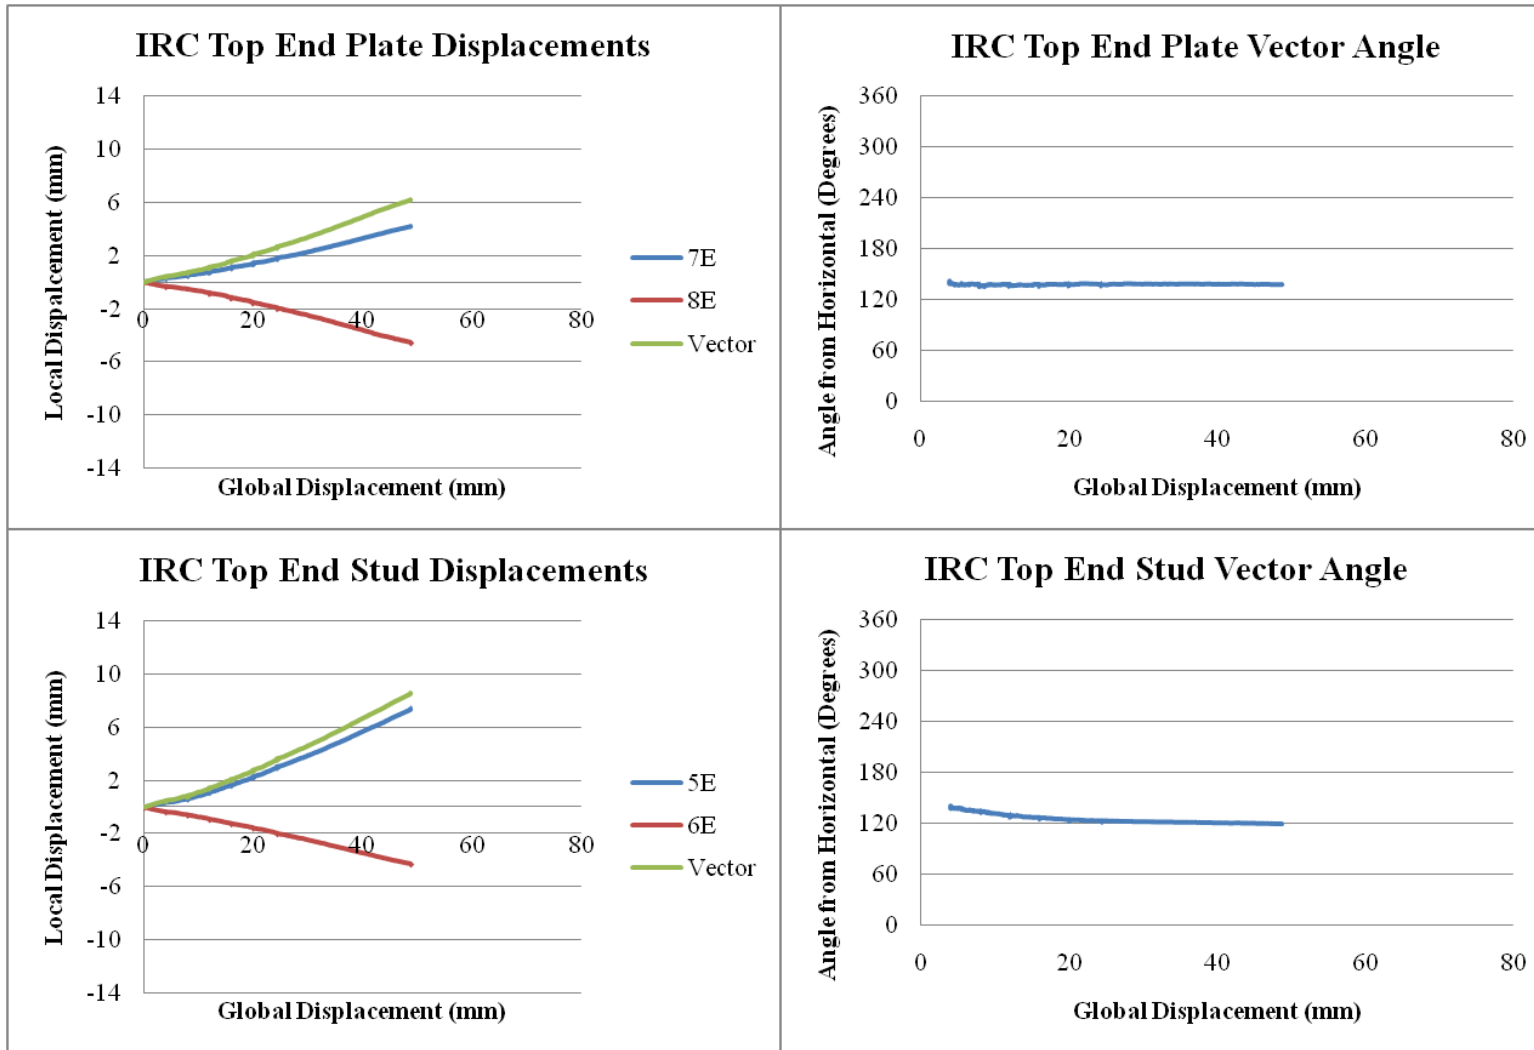 IRC Top End Plate Displacements
Local Dispalcement (mm)
14
10
6
2
-2
-6
-10
-14
0
20
40
60
80
Global Displacement (mm)
7E
8E
Vector
IRC Top End Plate Vector Angle
Angle from Horizontal (Degrees)
360
300
240
180
120
60
0
0
20
40
60
80
Global Displacement (mm)
IRC Top End Stud Displacements
Local Displacement (mm)
14
10
6
2
-2
-6
-10
-14
0
20
40
60
80
Global Displacement (mm)
5E
6E
Vector
IRC Top End Stud Vector Angle
Angle from Horizontal (Degrees)
360
300
240
180
120
60
0
0
20
40
60
80
Global Displacement (mm)